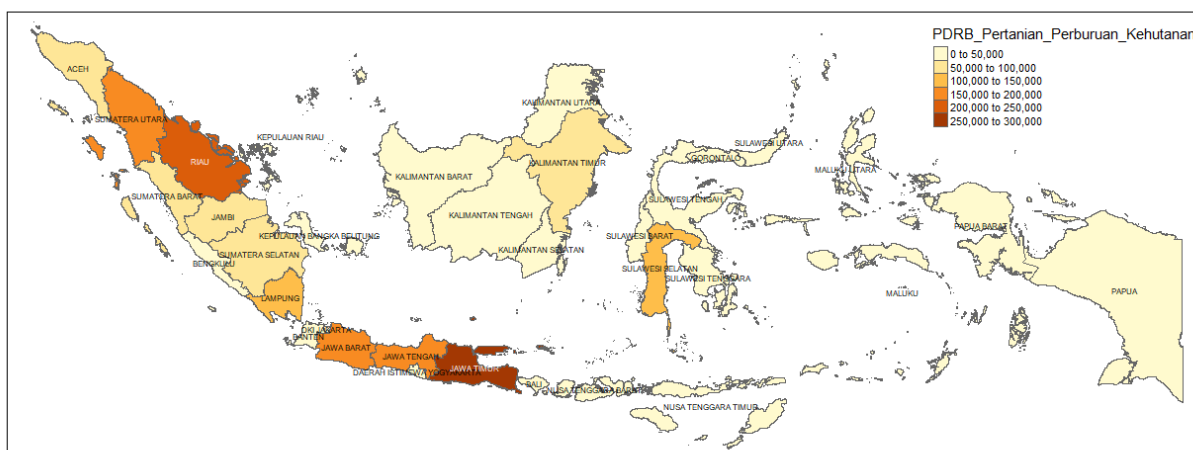 PDRB_Pertanian_Perburuan_Kehutanan
0 to 50,000
50,000 to 100,000
100,000 to 150,000
150,000 to 200,000
200,000 to 250,000
250,000 to 300,000
ACEH
SUMATERA UTARA
RIAU
KEPULAUAN RIAU
SUMATERA BARAT
JAMBI
KEPULAUAN BANGKA BELITUNG
SUMATERA SELATAN
BENGKULU
LAMPUNG
DKI JAKARTA
BANTEN
JAWA BARAT
JAWA TENGAH
DAERAH ISTIMEWA YOGYAKARTA
JAWA TIMUR
BALI
NUSA TENGGARA BARAT
NUSA TENGGARA TIMUR
KALIMANTAN UTARA
KALIMANTAN TIMUR
KALIMANTAN BARAT
KALIMANTAN TENGAH
KALIMANTAN SELATAN
SULAWESI UTARA
GORONTALO
SULAWESI TENGAH
SULAWESI BARAT
SULAWESI SELATAN
SULAWESI TENGGARA
MALUKU UTARA
MALUKU
PAPUA BARAT
PAPUA